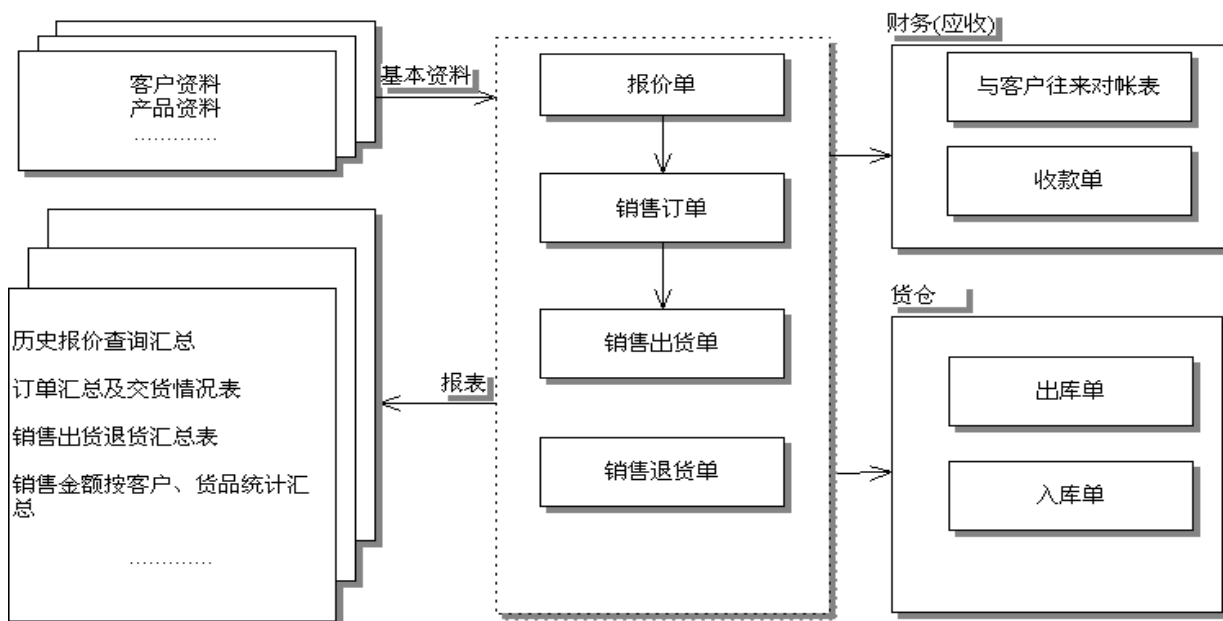 客户资料
产品资料
.............
基本资料
历史报价查询汇总
订单汇总及交货情况表
销售出货退货汇总表
销售金额按客户、货品统计汇
总
.............
报表
报价单
销售订单
销售出货单
销售退货单
财务(应收)
与客户往来对帐表
收款单
货仓
出库单
入库单